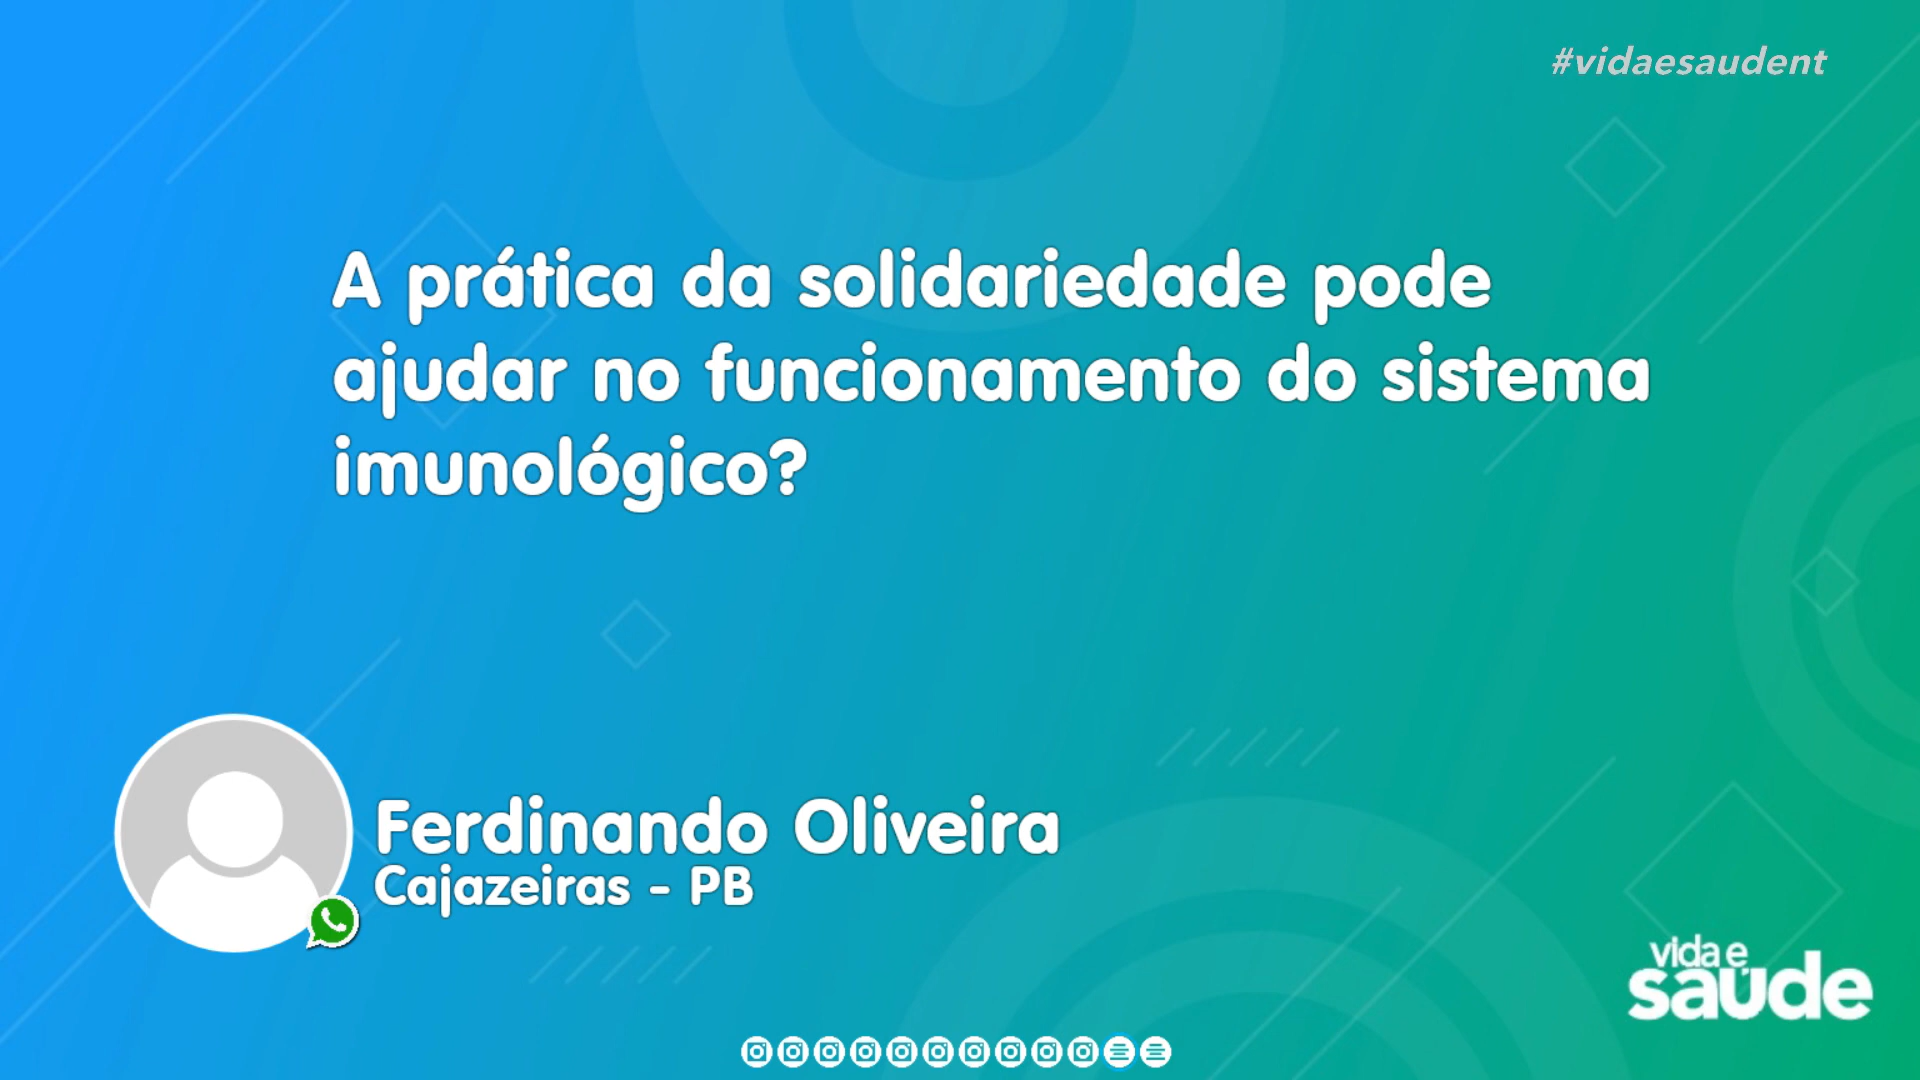 #vidaesaudent
A prática da solidariedade pode
ajudar no funcionamento do sistema
imunológico?
Ferdinando Oliveira
Cajazeiras - PB
vida e
saúde